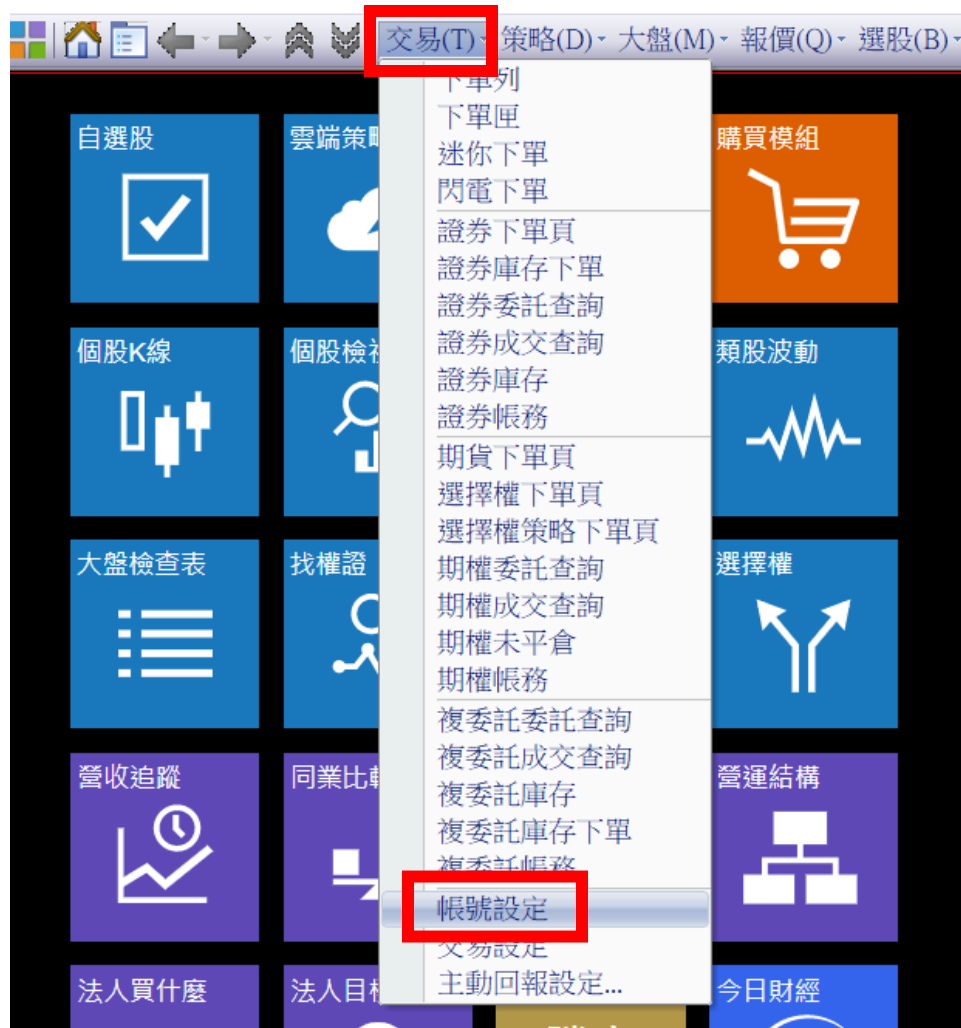 交易(T) 策略(D) 大盤(M) 報價(Q) 選股(B)
下單列
下單匣
迷你下單
閃電下單
證券下單頁
證券庫存下單
證券委託查詢
證券成交查詢
證券庫存
證券帳務
期貨下單頁
選擇權下單頁
選擇權策略下單頁
期權委託查詢
期權成交查詢
期權未平倉
期權帳務
複委託委託查詢
複委託成交查詢
複委託庫存
複委託庫存下單
複委託帳務
帳號設定
交易設定
主動回報設定...
自選股
雲端策
購買模組
個股K線
個股檢
類股波動
大盤檢查表
找權證
選擇權
營收追蹤
同業比
營運結構
法人買什麼
法人目
今日財經